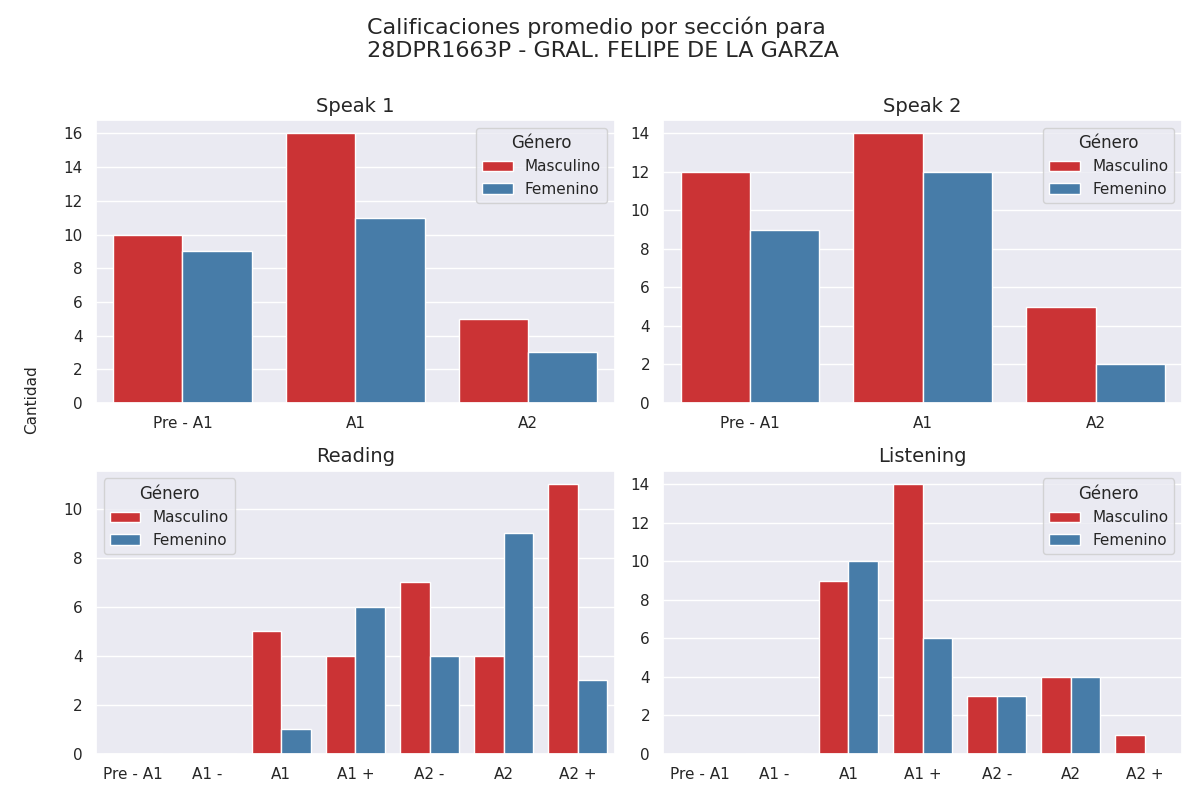 Calificaciones promedio por sección para
28DPR1663P - GRAL. FELIPE DE LA GARZA
Cantidad
Speak 1
16
14
12
10
8
6
4
2
0
Pre - A1 A1 A2
Género
Masculino
Femenino
Speak 2
14
12
10
8
6
4
2
0
Pre - A1 A1 A2
Género
Masculino
Femenino
Reading
10
8
6
4
2
0
Pre - A1 A1 - A1 A1 + A2 - A2 A2 +
Género
Masculino
Femenino
Listening
14
12
10
8
6
4
2
0
Pre - A1 A1 - A1 A1 + A2 - A2 A2 +
Género
Masculino
Femenino